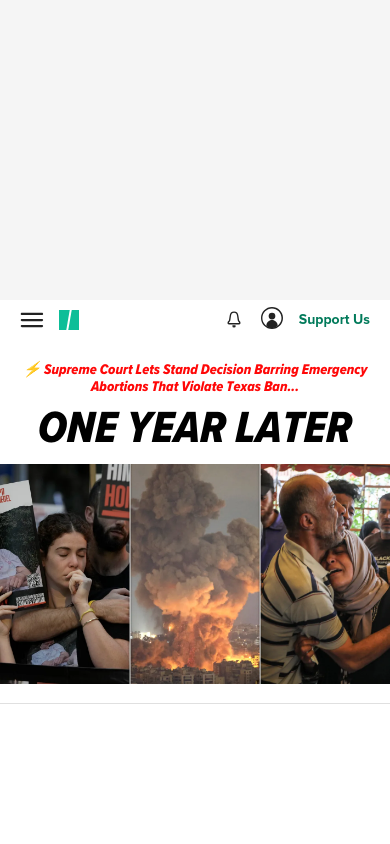 Support Us
⚡ Supreme Court Lets Stand Decision Barring Emergency
Abortions That Violate Texas Ban...
ONE YEAR LATER